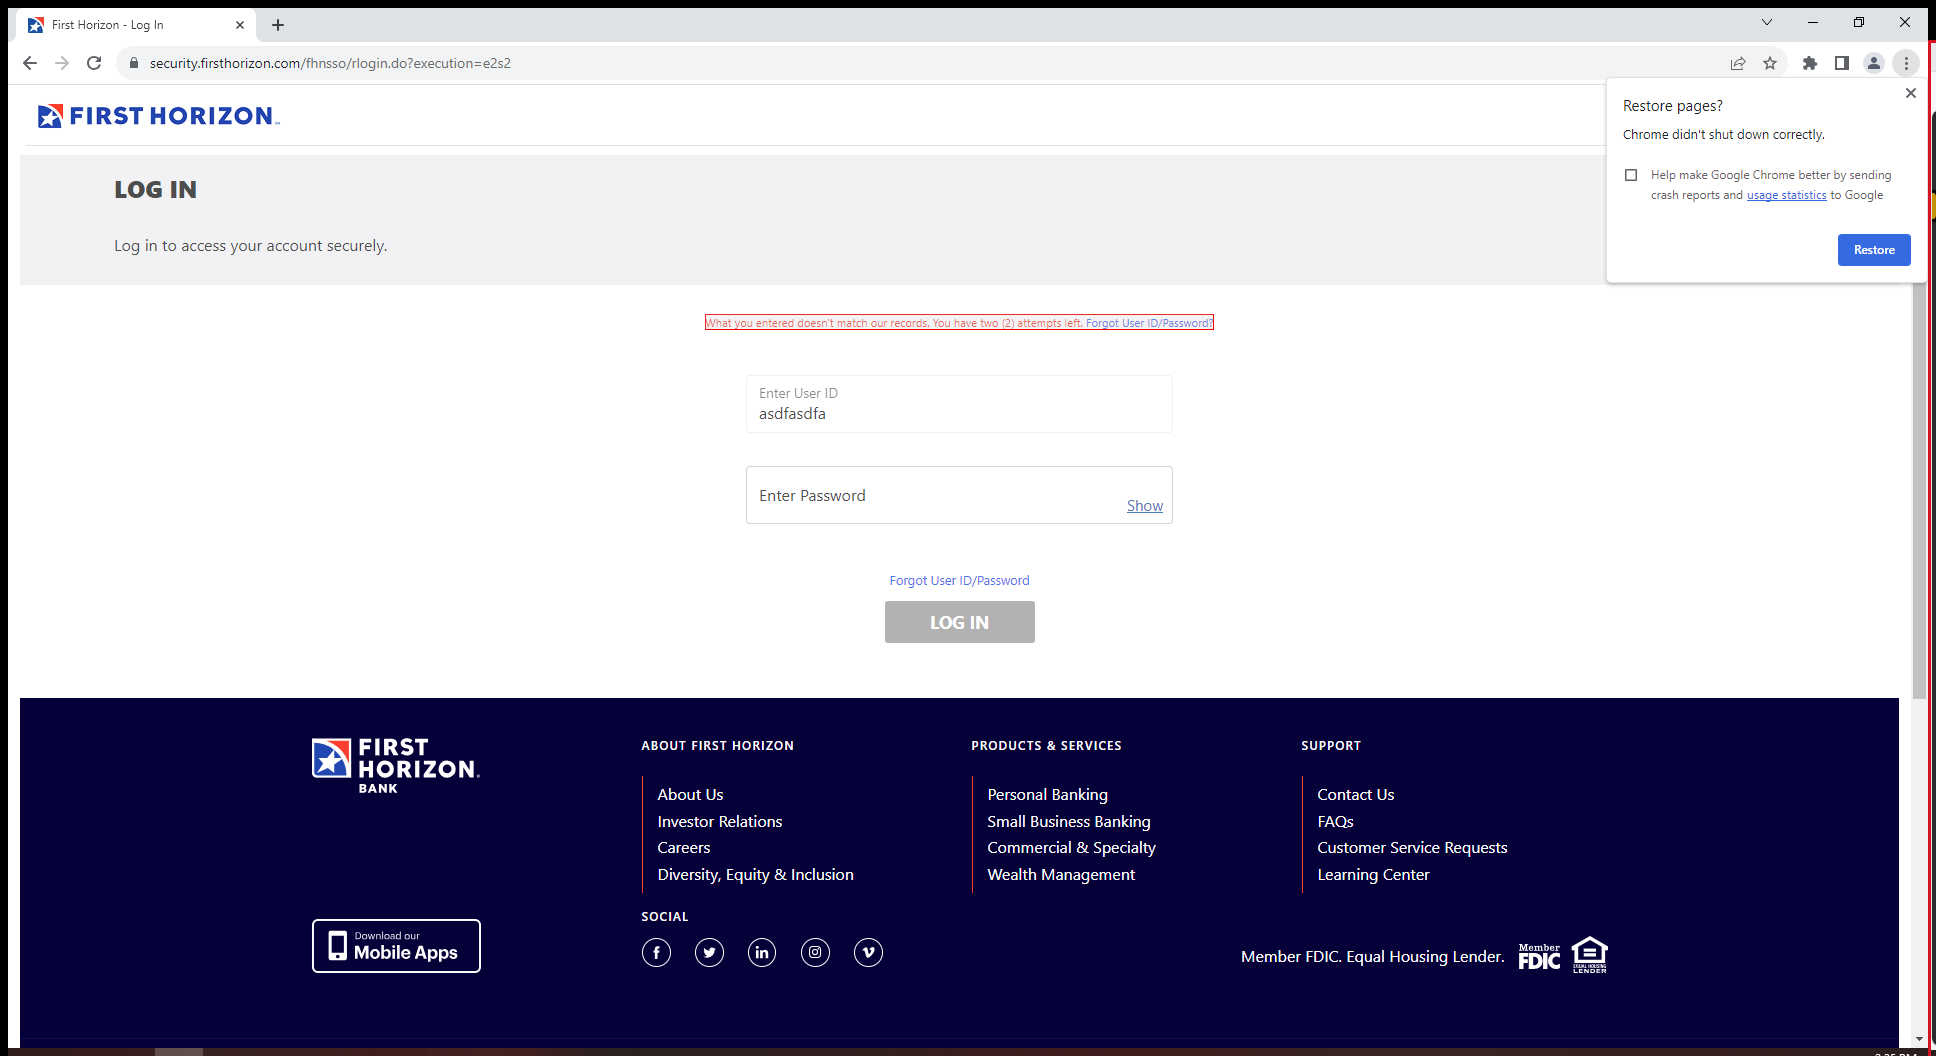 First Horizon - Log In
security.firsthorizon.com/fhnsso/rlogin.do?execution=e2s2
FIRST HORIZON
Restore pages?
Chrome didn't shut down correctly.
Help make Google Chrome better by sending
crash reports and usage statistics to Google
Restore
LOG IN
Log in to access your account securely.
What you entered doesn't match our records. You have two (2) attempts left. Forgot User ID/Password?
Enter User ID
asdfasdfa
Enter Password
Show
Forgot User ID/Password
LOG IN
FIRST
HORIZON.
BANK
Download our
Mobile Apps
ABOUT FIRST HORIZON
About Us
Investor Relations
Careers
Diversity, Equity & Inclusion
SOCIAL
PRODUCTS & SERVICES
Personal Banking
Small Business Banking
Commercial & Specialty
Wealth Management
SUPPORT
Contact Us
FAQs
Customer Service Requests
Learning Center
Member FDIC. Equal Housing Lender.
Member
FDIC
EQUAL HOUSING
LENDER